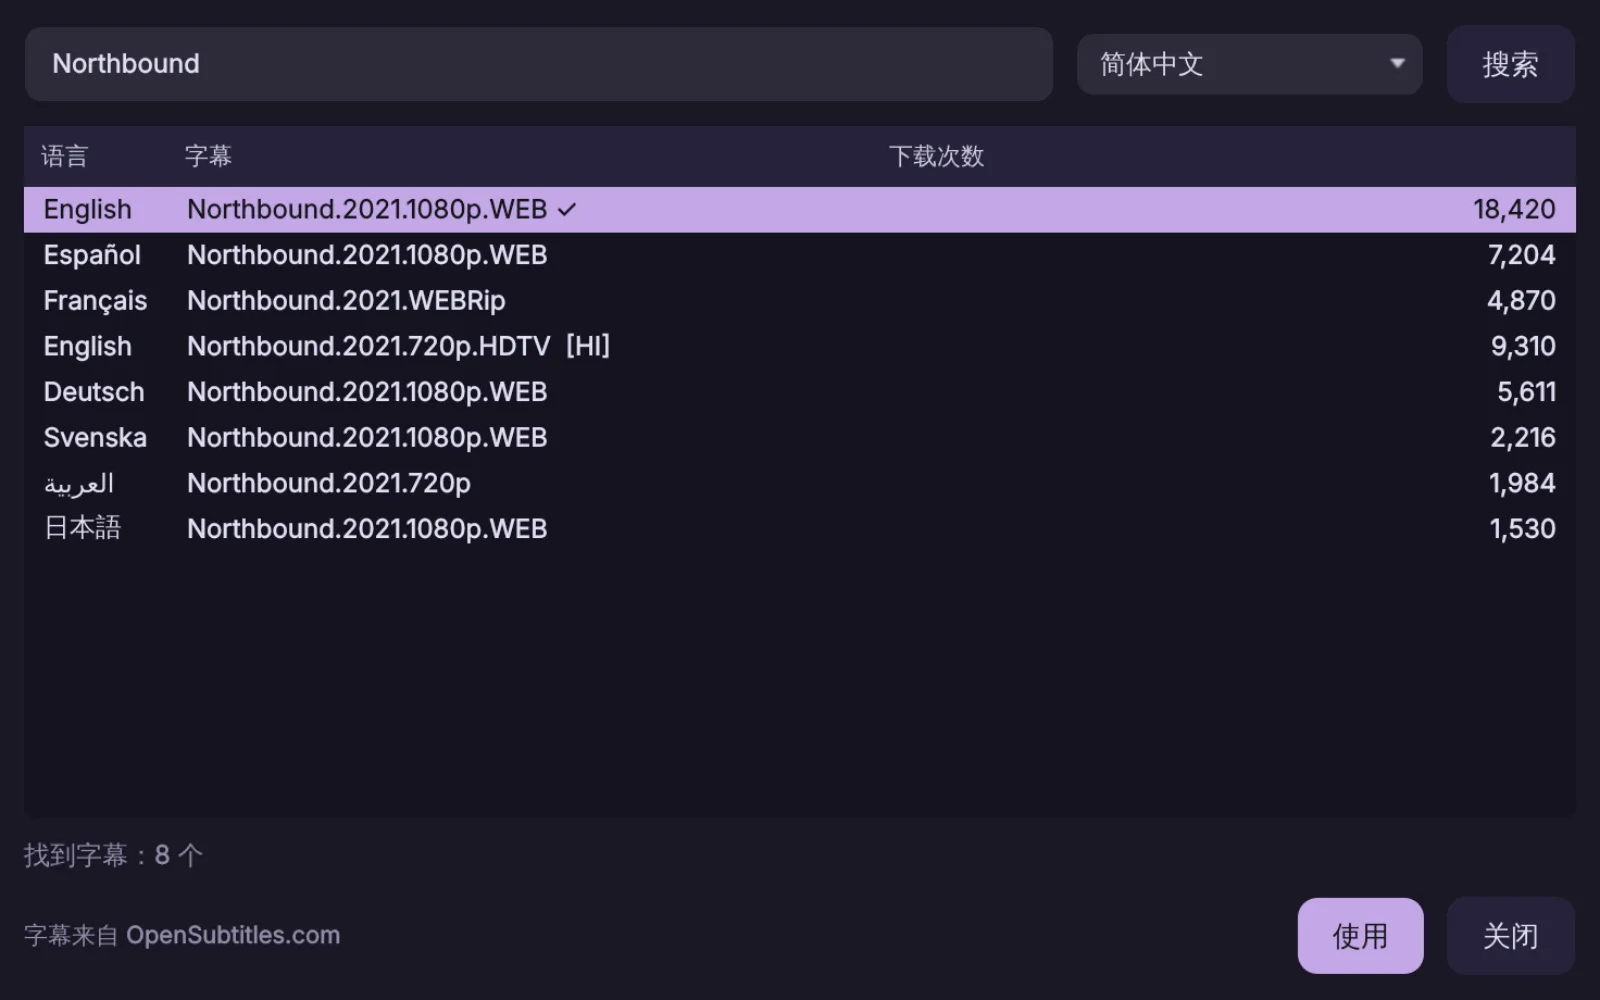 Northbound 简体中文 搜索
语言 字幕 下载次数
English Northbound.2021.1080p.WEB ✓ 18,420
Español Northbound.2021.1080p.WEB 7,204
Français Northbound.2021.WEBRip 4,870
English Northbound.2021.720p.HDTV [HI] 9,310
Deutsch Northbound.2021.1080p.WEB 5,611
Svenska Northbound.2021.1080p.WEB 2,216
العربية Northbound.2021.720p 1,984
日本語 Northbound.2021.1080p.WEB 1,530
找到字幕：8 个
字幕来自 OpenSubtitles.com 使用 关闭